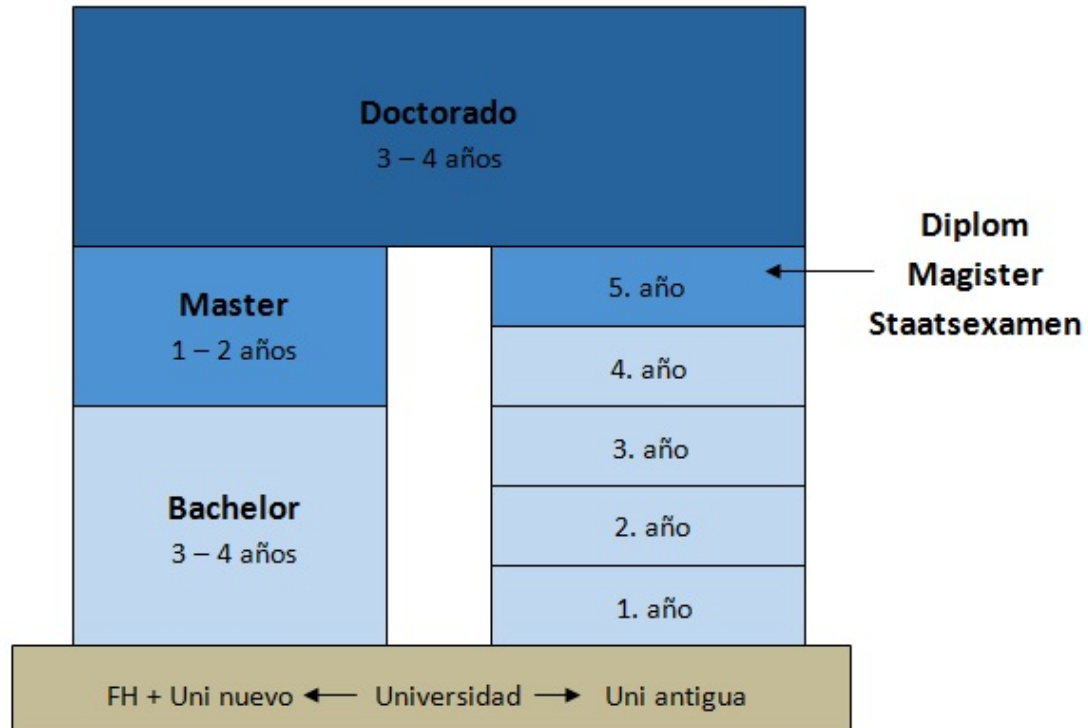 Doctorado
3 – 4 años
Diplom
Magister
Staatsexamen
Master
1 – 2 años
Bachelor
3 – 4 años
5. año
4. año
3. año
2. año
1. año
FH + Uni nuevo Universidad Uni antigua